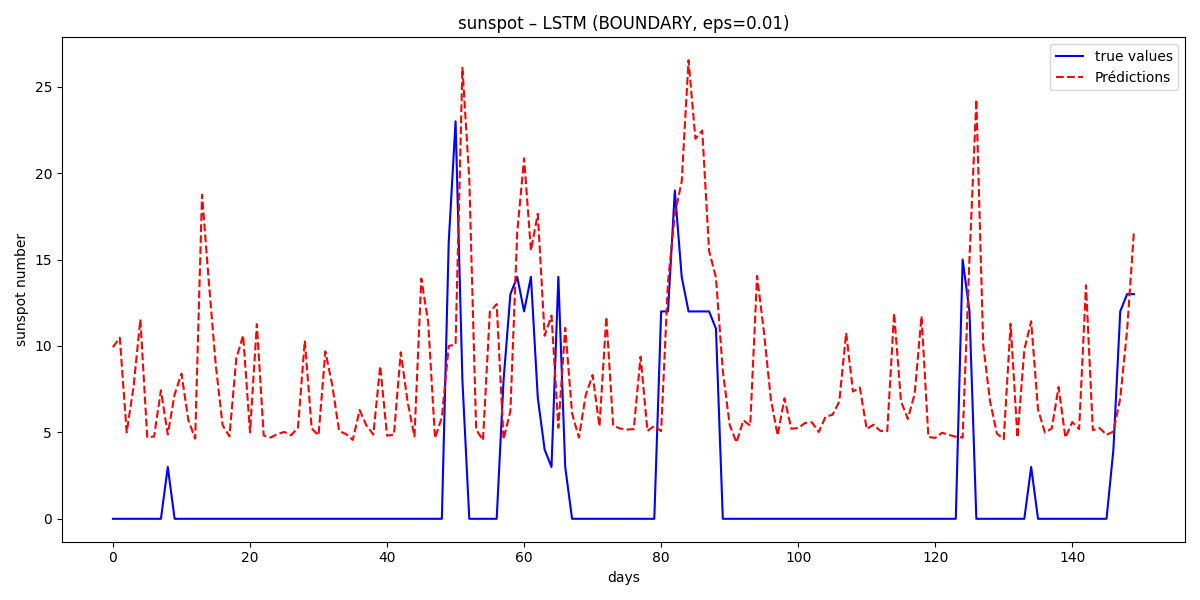 sunspot – LSTM (BOUNDARY, eps=0.01)
true values
Prédictions
sunspot number
25
20
15
10
5
0
0 20 40 60 80 100 120 140
days